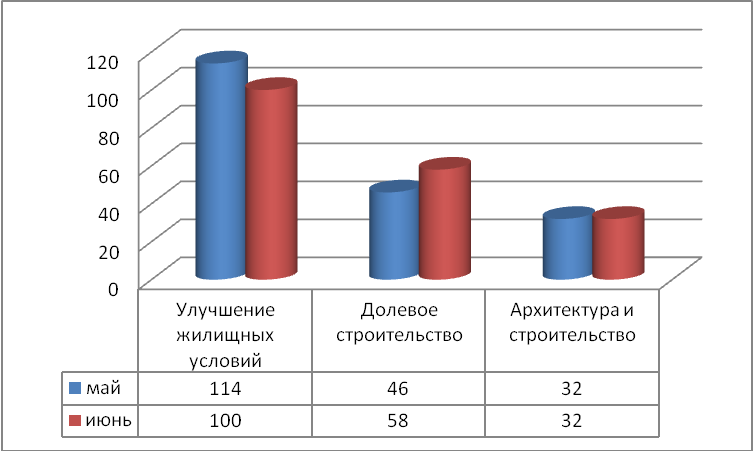 120
100
80
60
40
20
0
Улучшение жилищных условий
Долевое строительство
Архитектура и строительство
май 114 46 32
июнь 100 58 32